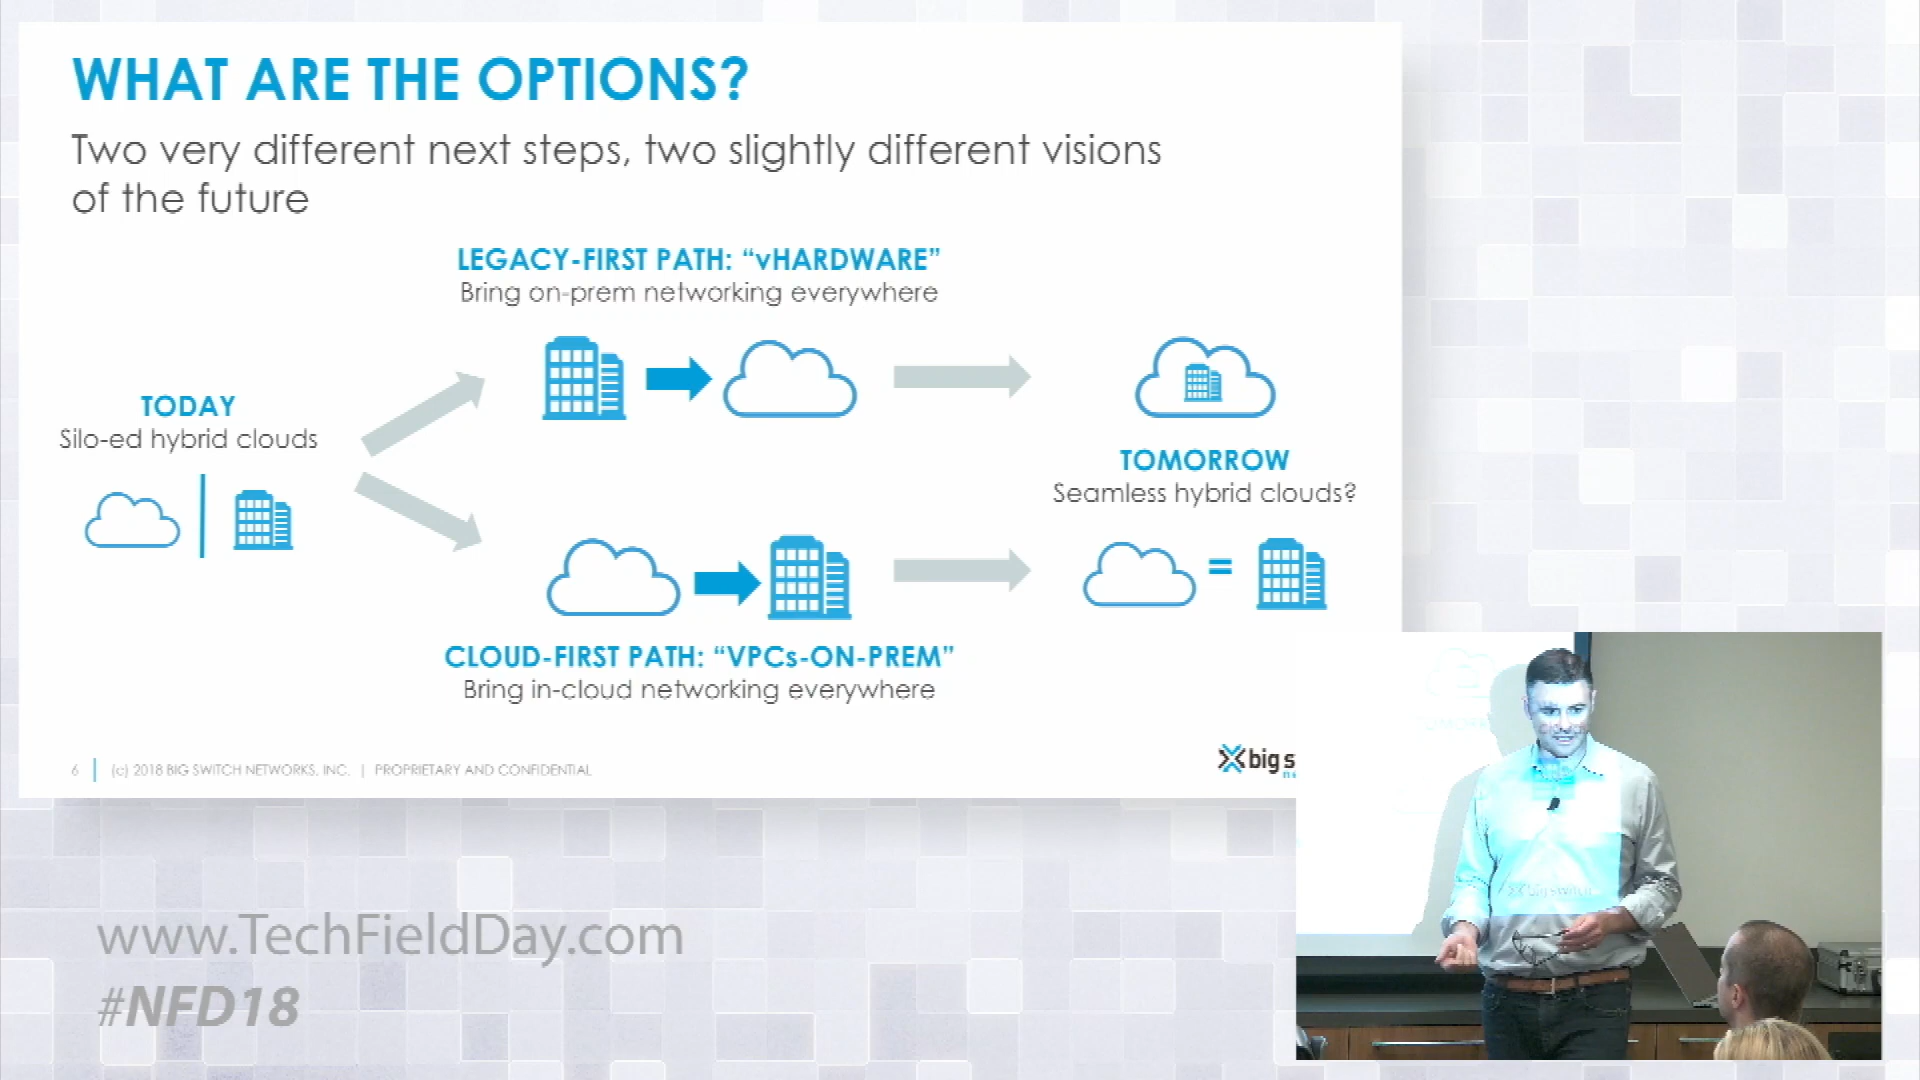 WHAT ARE THE OPTIONS?
Two very different next steps, two slightly different visions
of the future
LEGACY-FIRST PATH: “vHARDWARE”
Bring on-prem networking everywhere
TODAY
Silo-ed hybrid clouds
TOMORROW
Seamless hybrid clouds?
=
CLOUD-FIRST PATH: “VPCs-ON-PREM”
Bring in-cloud networking everywhere
6 | (c) 2018 BIG SWITCH NETWORKS, INC. | PROPRIETARY AND CONFIDENTIAL
big s
www.TechFieldDay.com
#NFD18
big switch